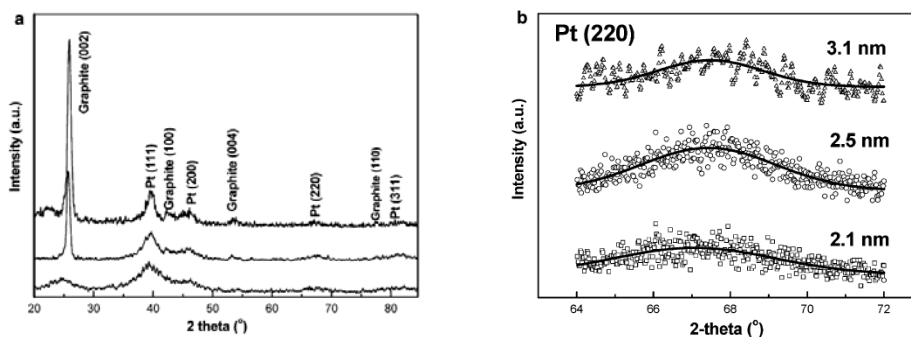 a
Intensity (a.u.)
Graphite (002)
Pt (111)
Graphite (100)
Pt (200)
Graphite (004)
Pt (220)
Graphite (110)
Pt (311)
20 30 40 50 60 70 80
2 theta (°)
b
Pt (220)
3.1 nm
2.5 nm
2.1 nm
Intensity (a.u.)
64 66 68 70 72
2-theta (°)